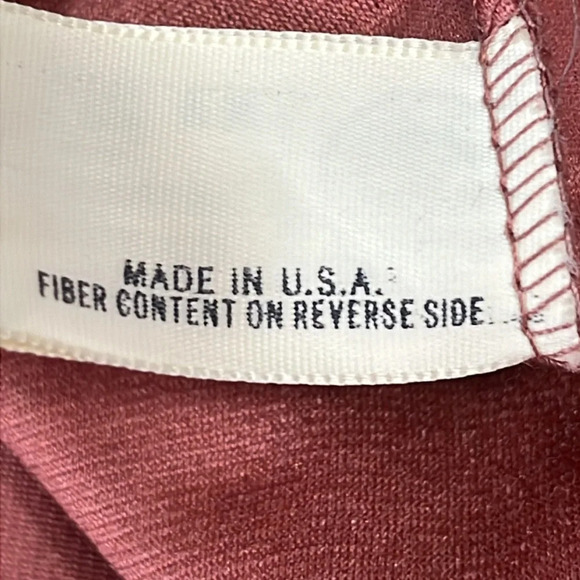 MADE IN U.S.A.
FIBER CONTENT ON REVERSE SIDE